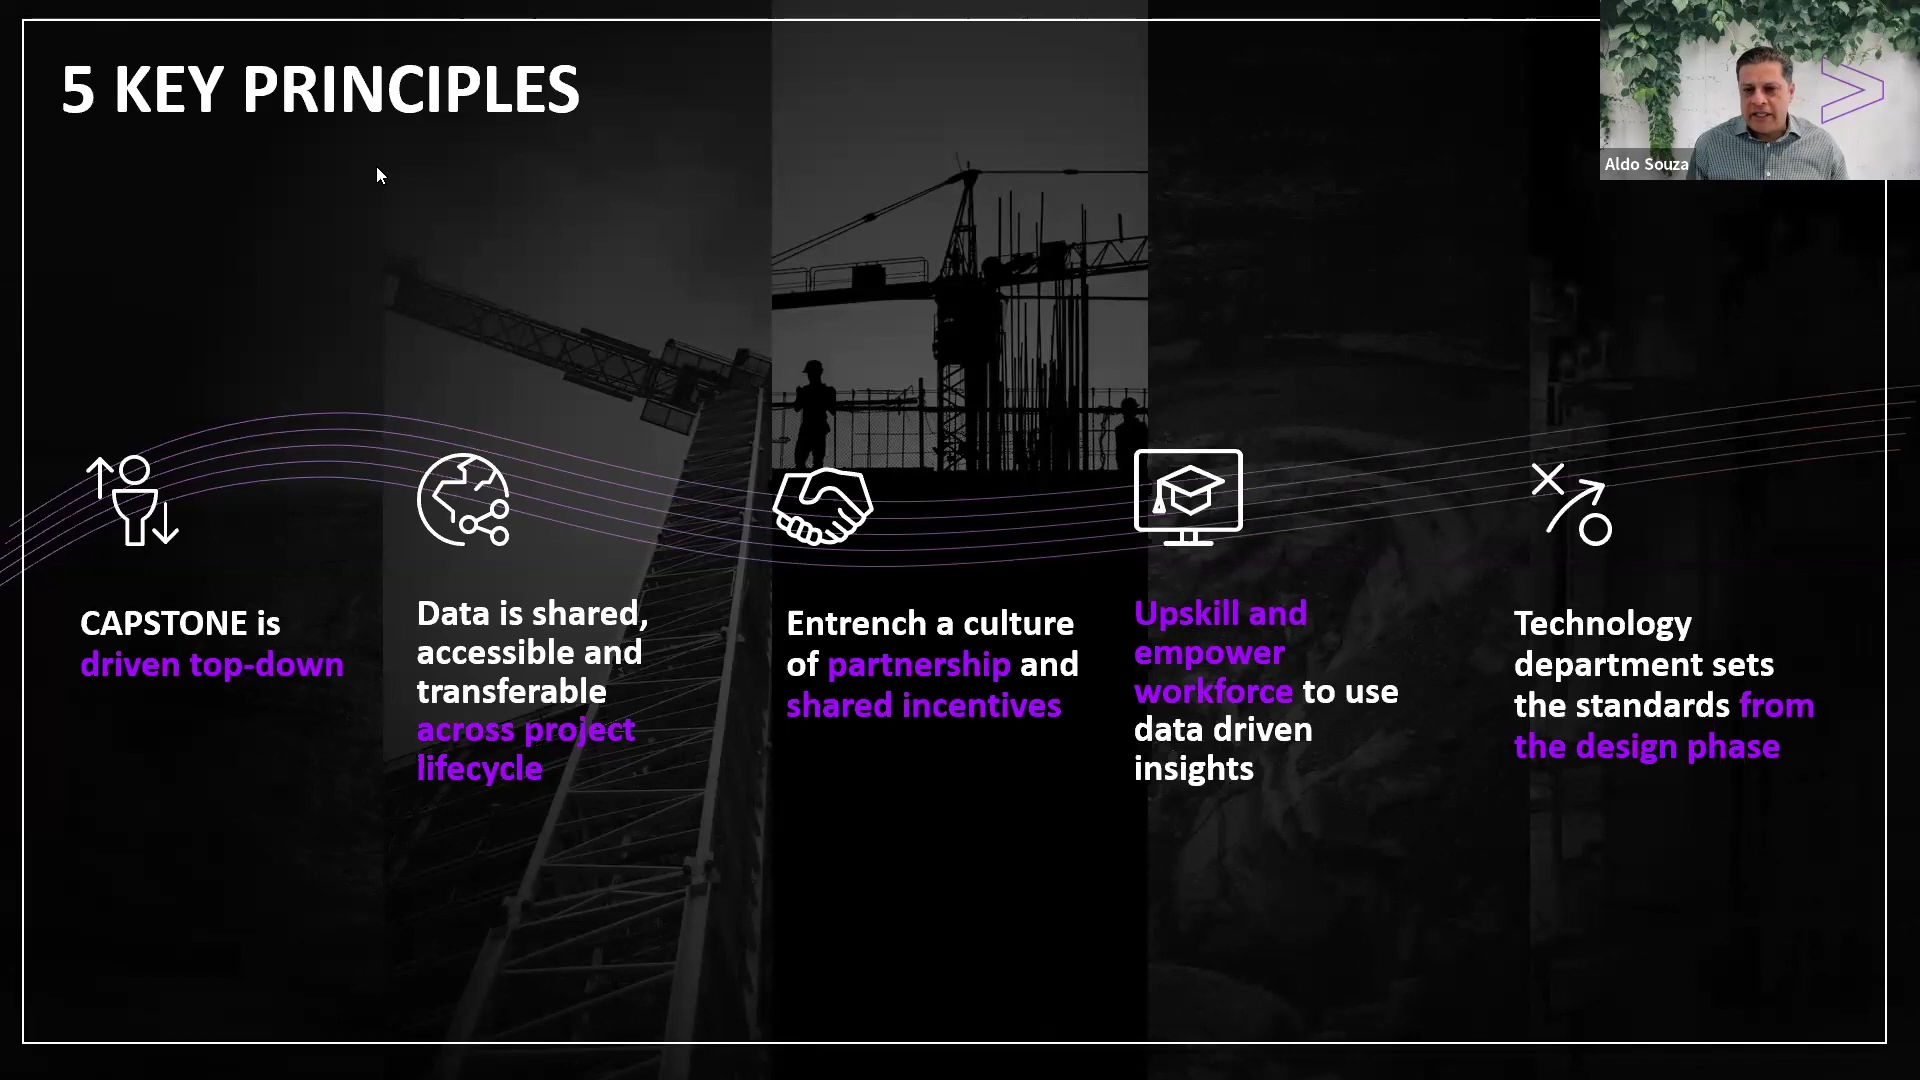 5 KEY PRINCIPLES
Aldo Souza
CAPSTONE is
driven top-down
Data is shared,
accessible and
transferable
across project
lifecycle
Entrench a culture
of partnership and
shared incentives
Upskill and
empower
workforce to use
data driven
insights
Technology
department sets
the standards from
the design phase